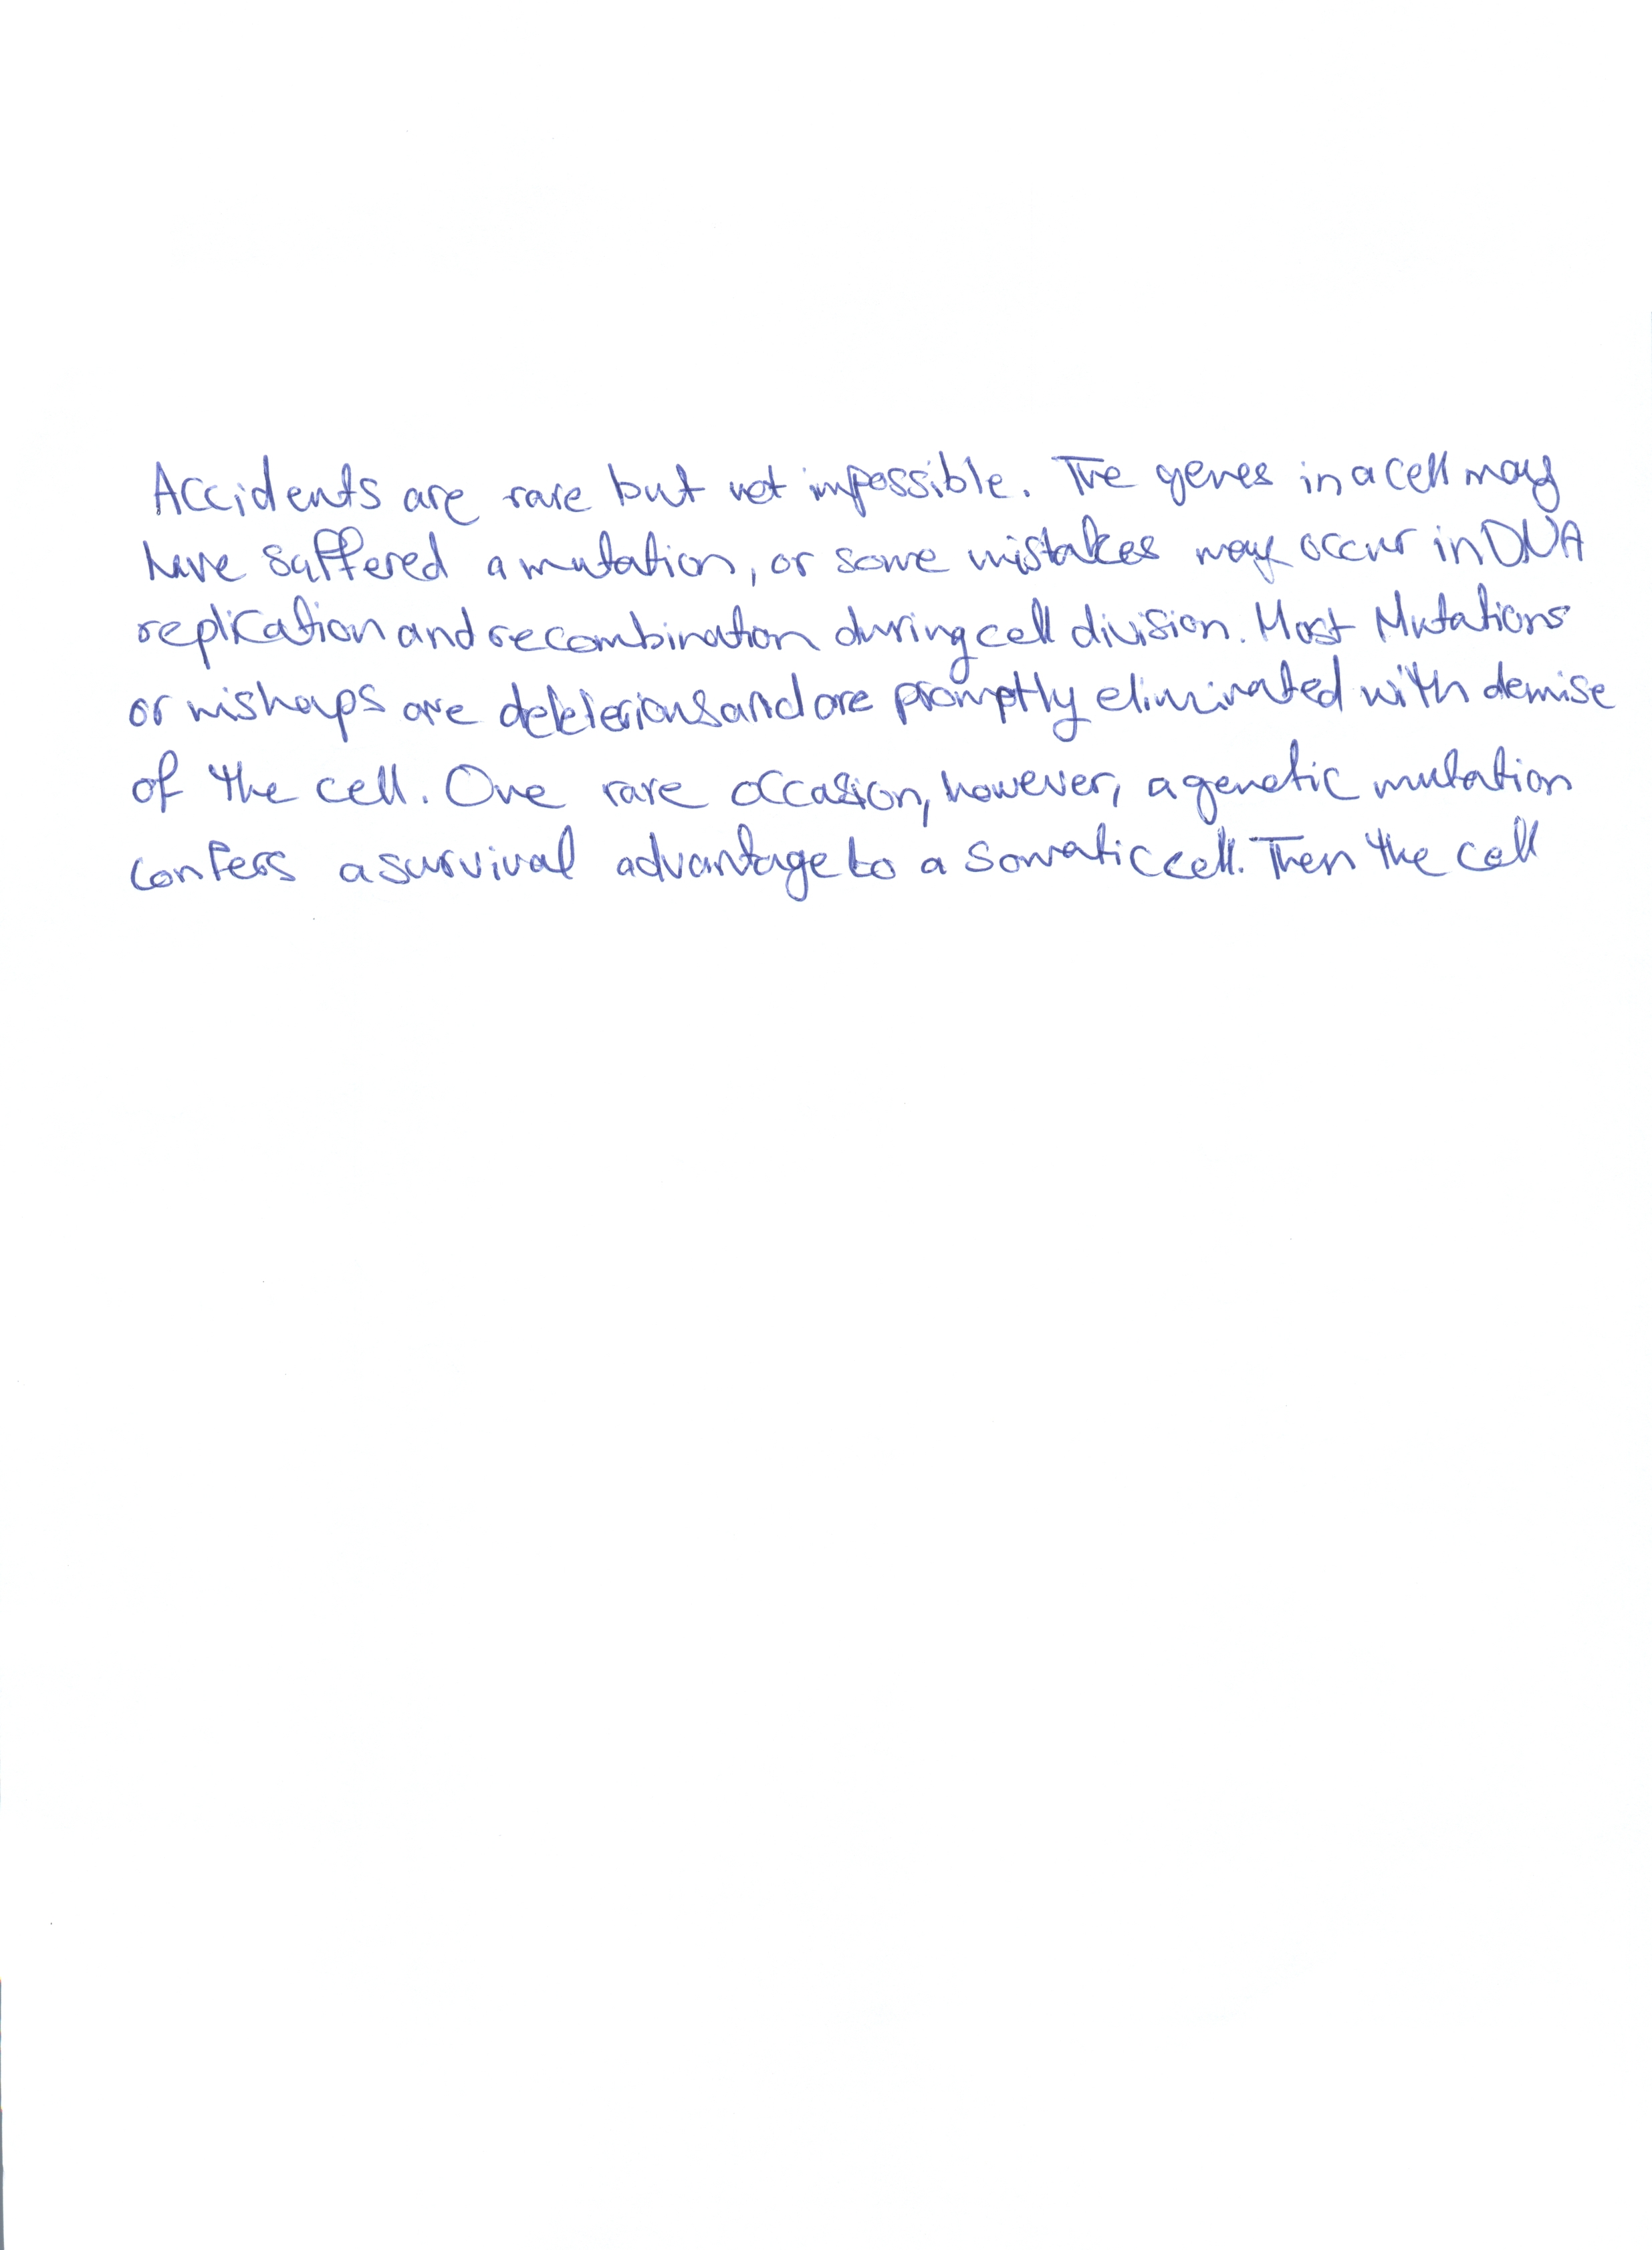 Accidents are rare but not impossible. The genes in a cell may
have suffered a mutation, or some mistakes may occur in DNA
replication and recombination during cell division. Most Mutations
or mishaps are deleterious and are promptly eliminated with demise
of the cell. One rare occasion, however, a genetic mutation
confers a survival advantage to a somatic cell. Then the cell